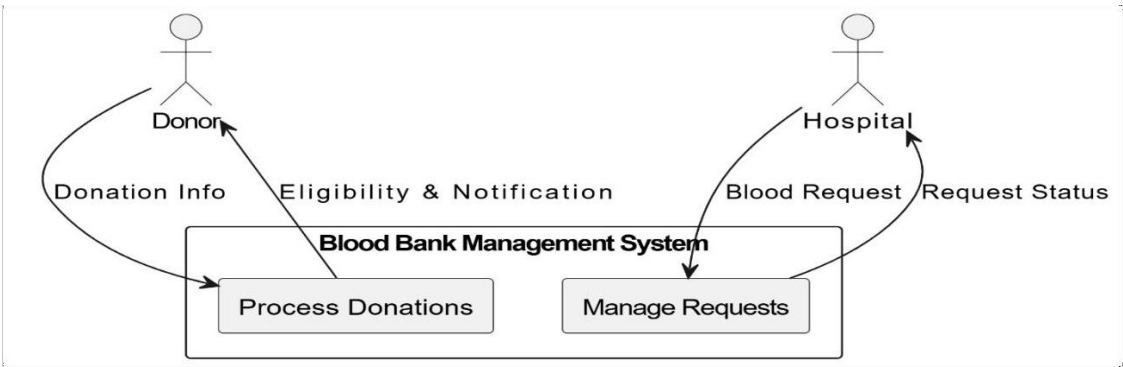 Donor
Hospital
Donation Info
Eligibility & Notification
Blood Request
Request Status
Blood Bank Management System
Process Donations
Manage Requests